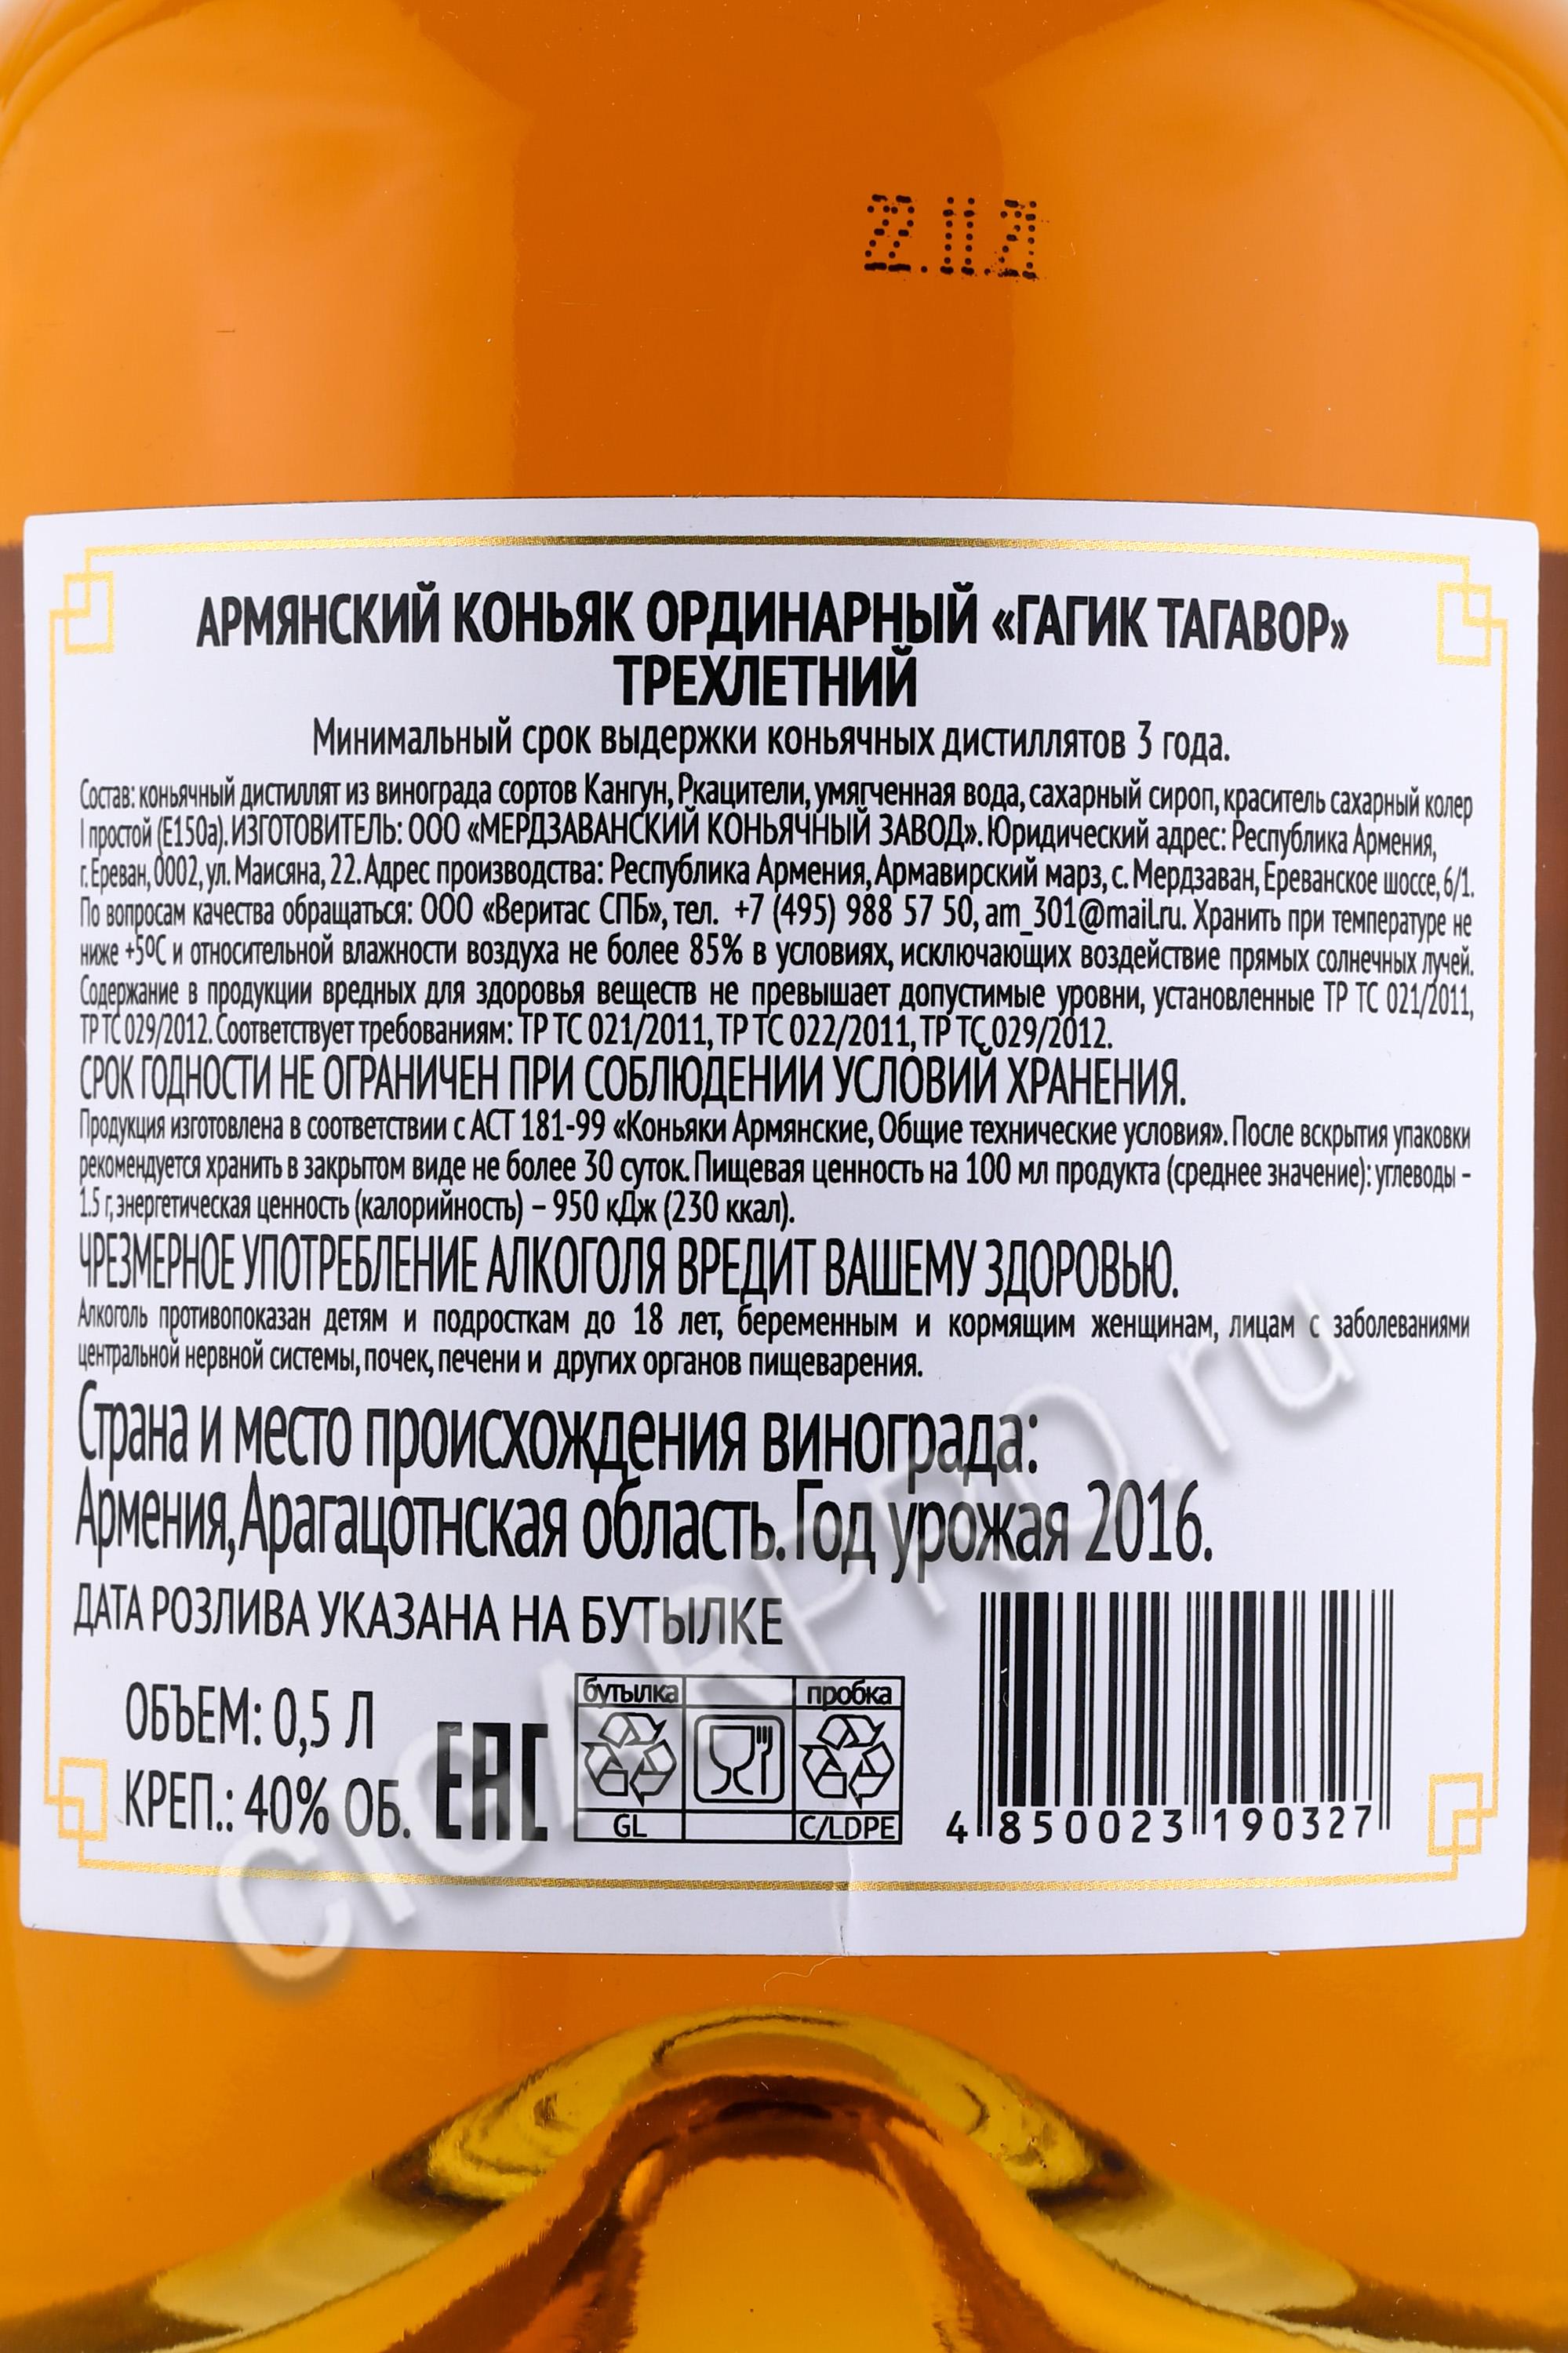 22.11.21
АРМЯНСКИЙ КОНЬЯК ОРДИНАРНЫЙ «ГАГИК ТАГАВОР»
ТРЕХЛЕТНИЙ
Минимальный срок выдержки коньячных дистиллятов 3 года.
Состав: коньячный дистиллят из винограда сортов Кангун, Ркацители, умягченная вода, сахарный сироп, краситель сахарный колер
I простой (Е150а). ИЗГОТОВИТЕЛЬ: ООО «МЕРДЗАВАНСКИЙ КОНЬЯЧНЫЙ ЗАВОД». Юридический адрес: Республика Армения,
г. Ереван, 0002, ул. Маисяна, 22. Адрес производства: Республика Армения, Армавирский марз, с. Мердзаван, Ереванское шоссе, 6/1.
По вопросам качества обращаться: ООО «Веритас СПБ», тел. +7 (495) 988 57 50, am_301@mail.ru. Хранить при температуре не
ниже +5ºС и относительной влажности воздуха не более 85% в условиях, исключающих воздействие прямых солнечных лучей.
Содержание в продукции вредных для здоровья веществ не превышает допустимые уровни, установленные ТР ТС 021/2011,
ТР ТС 029/2012. Соответствует требованиям: ТР ТС 021/2011, ТР ТС 022/2011, ТР ТС 029/2012.
СРОК ГОДНОСТИ НЕ ОГРАНИЧЕН ПРИ СОБЛЮДЕНИИ УСЛОВИЙ ХРАНЕНИЯ.
Продукция изготовлена в соответствии с АСТ 181-99 «Коньяки Армянские, Общие технические условия». После вскрытия упаковки
рекомендуется хранить в закрытом виде не более 30 суток. Пищевая ценность на 100 мл продукта (среднее значение): углеводы –
1.5 г, энергетическая ценность (калорийность) – 950 кДж (230 ккал).
ЧРЕЗМЕРНОЕ УПОТРЕБЛЕНИЕ АЛКОГОЛЯ ВРЕДИТ ВАШЕМУ ЗДОРОВЬЮ.
Алкоголь противопоказан детям и подросткам до 18 лет, беременным и кормящим женщинам, лицам с заболеваниями
центральной нервной системы, почек, печени и других органов пищеварения.
Страна и место происхождения винограда:
Армения, Арагацотнская область. Год урожая 2016.
ДАТА РОЗЛИВА УКАЗАНА НА БУТЫЛКЕ
ОБЪЕМ: 0,5 Л
КРЕП.: 40% ОБ.
ЕАС
бутылка пробка
GL C/LDPE
4 850023 190327
CIGARPRO.ru